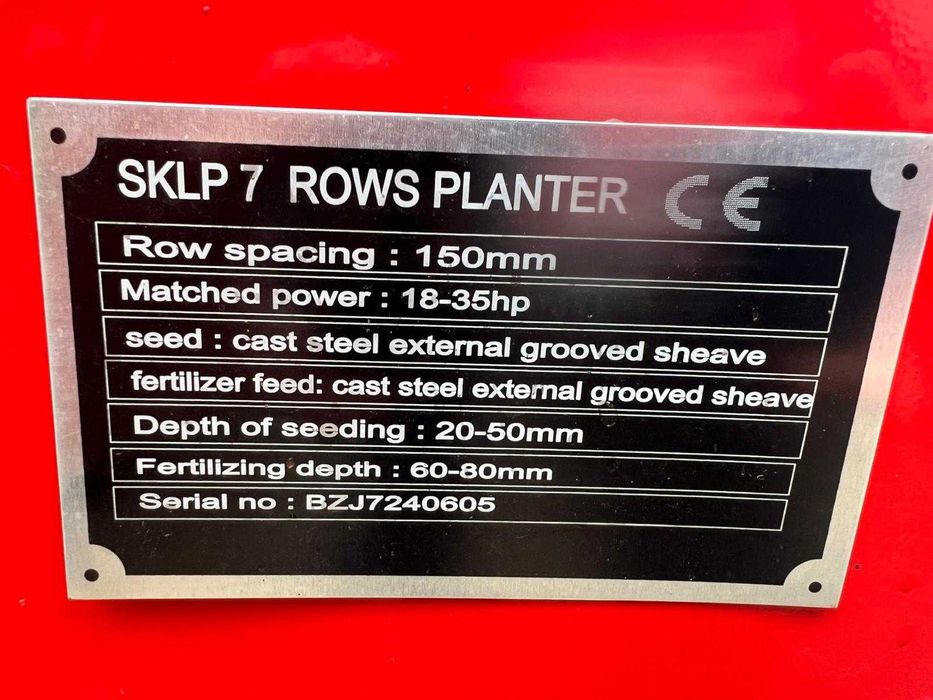 SKLP 7 ROWS PLANTER CE
Row spacing : 150mm
Matched power : 18-35hp
seed : cast steel external grooved sheave
fertilizer feed: cast steel external grooved sheave
Depth of seeding : 20-50mm
Fertilizing depth : 60-80mm
Serial no : BZJ7240605